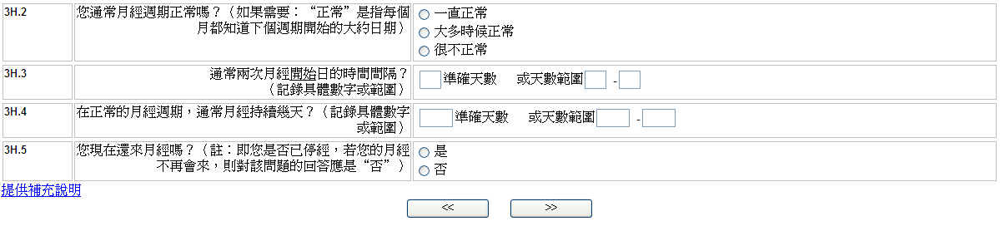 3H.2
您通常月經週期正常嗎？（如果需要：“正常”是指每個
月都知道下個週期開始的大約日期）
一直正常
大多時候正常
很不正常
3H.3
通常兩次月經開始日的時間間隔？
（記錄具體數字或範圍）
準確天數 或天數範圍 -
3H.4
在正常的月經週期，通常月經持續幾天？（記錄具體數字
或範圍）
準確天數 或天數範圍 -
3H.5
您現在還來月經嗎？（註：即您是否已停經，若您的月經
不再會來，則對該問題的回答應是“否”）
是
否
提供補充說明
<< >>